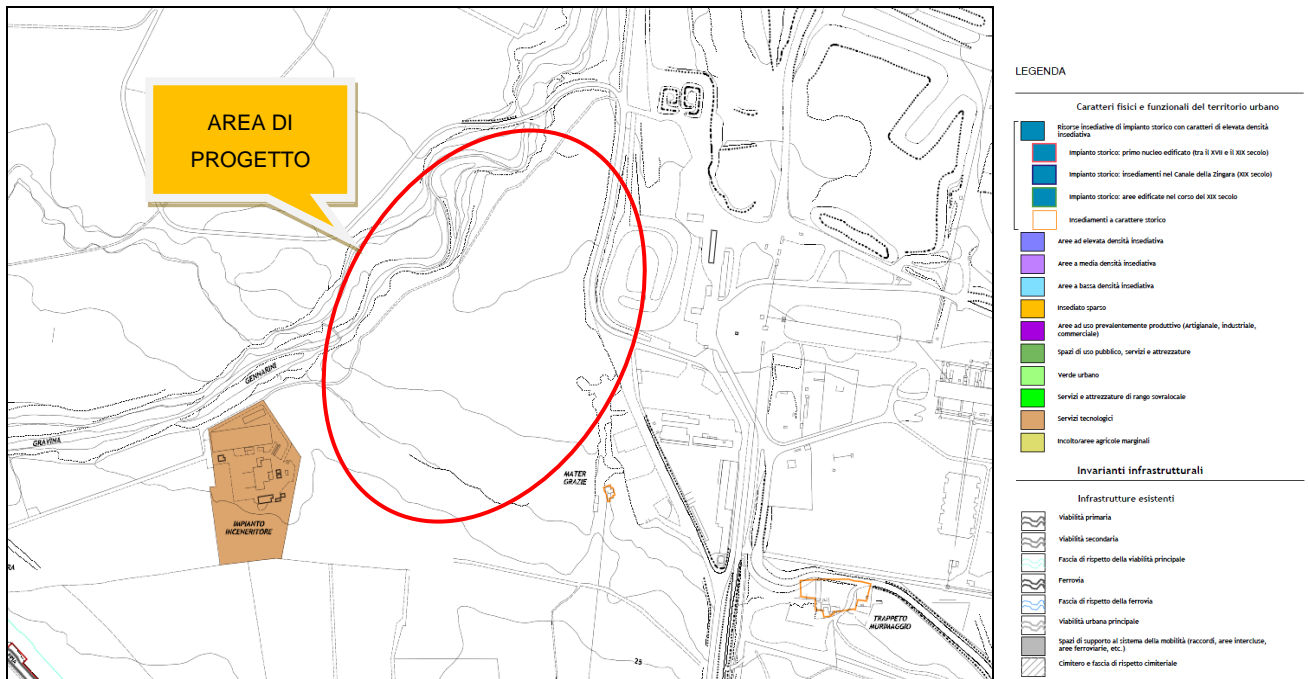 AREA DI
PROGETTO
GENNARINI
GRAVINA
IMPIANTO
INCENERITORE
MATER
GRAZIE
TRAPPETO
MURIMAGGIO
RA
25
LEGENDA
Caratteri fisici e funzionali del territorio urbano
Risorse insediative di impianto storico con caratteri di elevata densità
insediativa
Impianto storico: primo nucleo edificato (tra il XVII e il XIX secolo)
Impianto storico: insediamenti nel Canale della Zingara (XIX secolo)
Impianto storico: aree edificate nel corso del XIX secolo
Insediamenti a carattere storico
Aree ad elevata densità insediativa
Aree a media densità insediativa
Aree a bassa densità insediativa
Insediato sparso
Aree ad uso prevalentemente produttivo (Artigianale, industriale,
commerciale)
Spazi di uso pubblico, servizi e attrezzature
Verde urbano
Servizi e attrezzature di rango sovralocale
Servizi tecnologici
Incolto/aree agricole marginali
Invarianti infrastrutturali
Infrastrutture esistenti
Viabilità primaria
Viabilità secondaria
Fascia di rispetto della viabilità principale
Ferrovia
Fascia di rispetto della ferrovia
Viabilità urbana principale
Spazi di supporto al sistema della mobilità (raccordi, aree intercluse,
aree ferroviarie, etc.)
Cimitero e fascia di rispetto cimiteriale